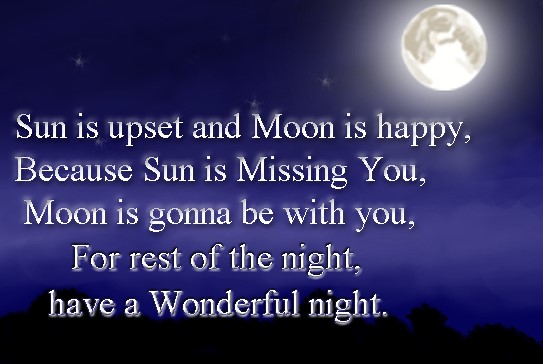 Sun is upset and Moon is happy,
Because Sun is Missing You,
Moon is gonna be with you,
For rest of the night,
have a Wonderful night.